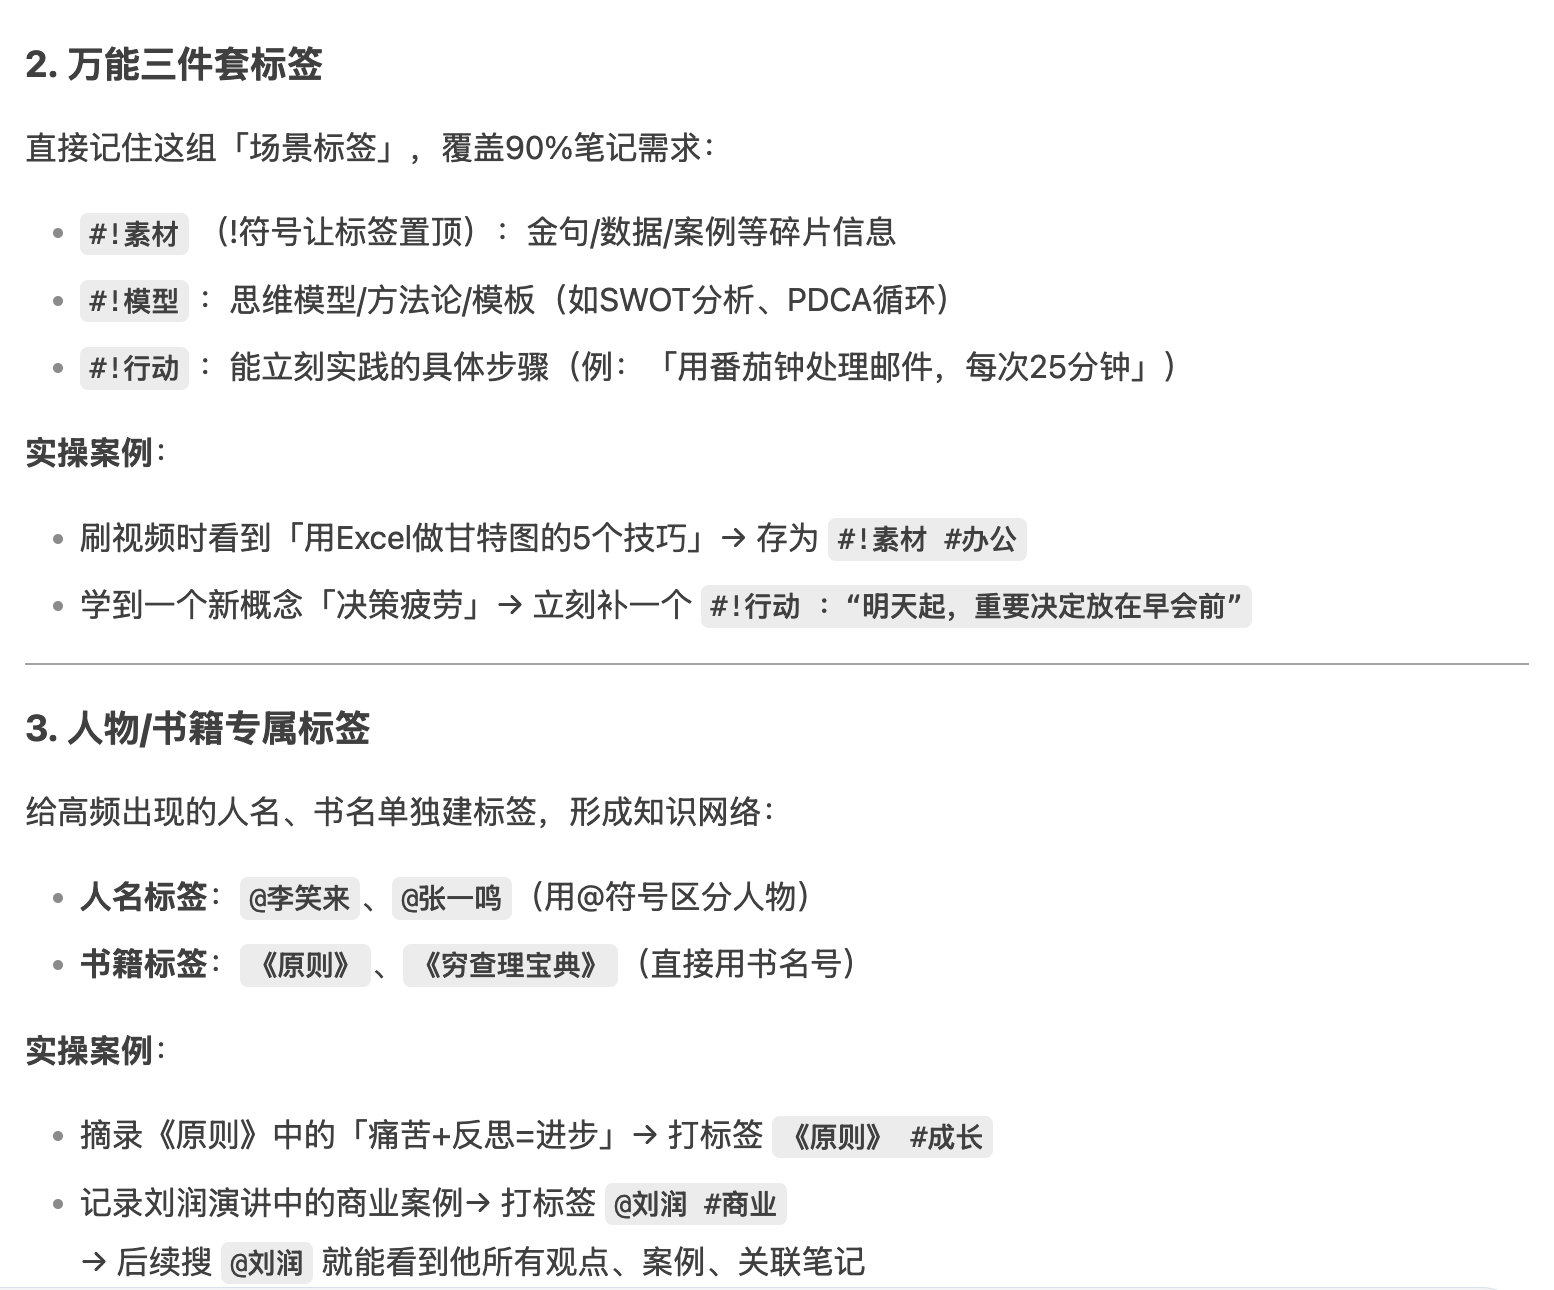 2. 万能三件套标签
直接记住这组「场景标签」，覆盖90%笔记需求：
#!素材 （!符号让标签置顶）：金句/数据/案例等碎片信息
#!模型 ：思维模型/方法论/模板（如SWOT分析、PDCA循环）
#!行动 ：能立刻实践的具体步骤（例：「用番茄钟处理邮件，每次25分钟」）
实操案例：
刷视频时看到「用Excel做甘特图的5个技巧」→ 存为 #!素材 #办公
学到一个新概念「决策疲劳」→ 立刻补一个 #!行动 ：“明天起，重要决定放在早会前”
3. 人物/书籍专属标签
给高频出现的人名、书名单独建标签，形成知识网络：
人名标签：@李笑来、@张一鸣（用@符号区分人物）
书籍标签：《原则》、《穷查理宝典》（直接用书名号）
实操案例：
摘录《原则》中的「痛苦+反思=进步」→ 打标签 《原则》 #成长
记录刘润演讲中的商业案例→ 打标签 @刘润 #商业
→ 后续搜 @刘润 就能看到他所有观点、案例、关联笔记